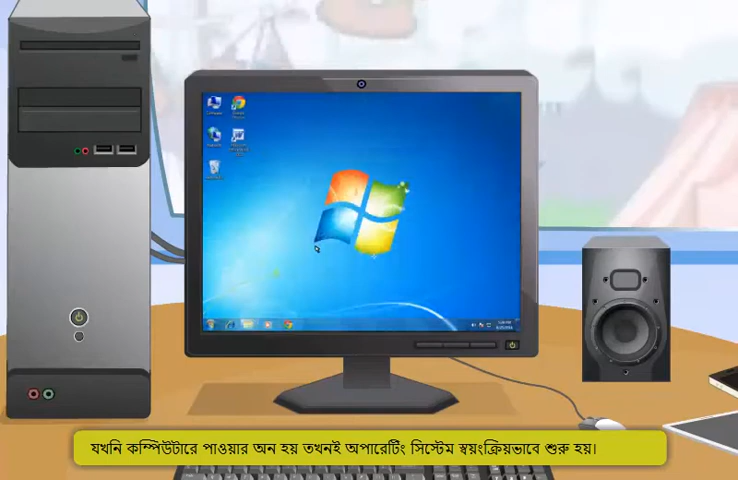 যখনি কম্পিউটারে পাওয়ার অন হয় তখনই অপারেটিং সিস্টেম স্বয়ংক্রিয়ভাবে শুরু হয়।